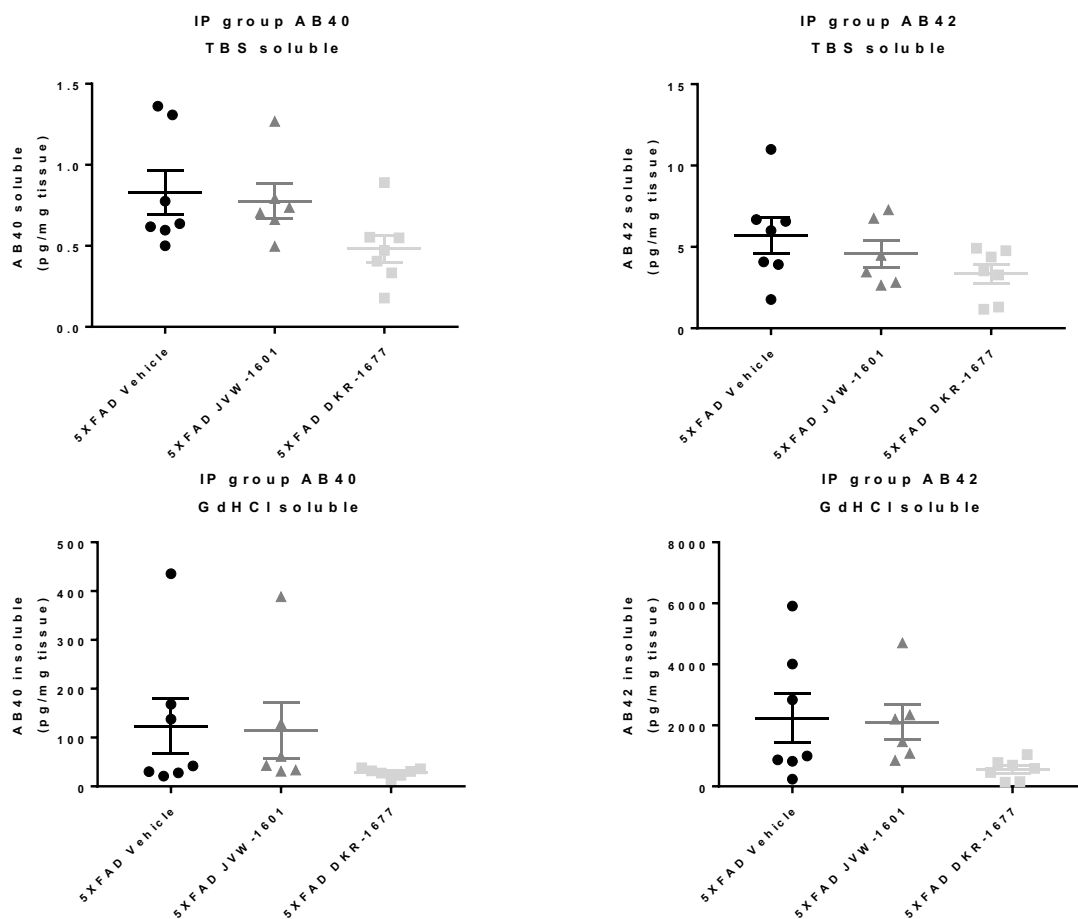 IP group AB40
TBS soluble
AB40 soluble
(pg/mg tissue)
1.5
1.0
0.5
0.0
5XFAD Vehicle
5XFAD JVW-1601
5XFAD DKR-1677
IP group AB42
TBS soluble
AB42 soluble
(pg/mg tissue)
15
10
5
0
5XFAD Vehicle
5XFAD JVW-1601
5XFAD DKR-1677
IP group AB40
GdHCl soluble
AB40 insoluble
(pg/mg tissue)
500
400
300
200
100
0
5XFAD Vehicle
5XFAD JVW-1601
5XFAD DKR-1677
IP group AB42
GdHCl soluble
AB42 insoluble
(pg/mg tissue)
8000
6000
4000
2000
0
5XFAD Vehicle
5XFAD JVW-1601
5XFAD DKR-1677